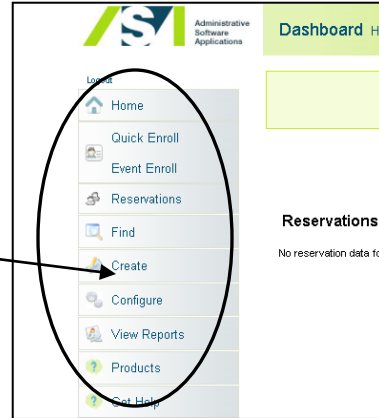 ASA
Administrative
Software
Applications
Dashboard H
Logout
Home
Quick Enroll
Event Enroll
Reservations
Find
Create
Configure
View Reports
Products
Get Help
Reservations
No reservation data fo